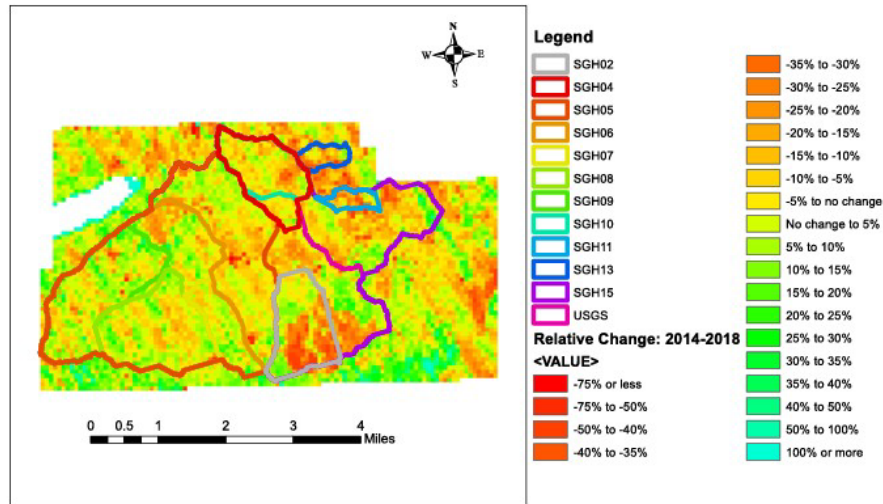 N
W E
S
0 0.5 1 2 3 4
Miles
Legend
SGH02
SGH04
SGH05
SGH06
SGH07
SGH08
SGH09
SGH10
SGH11
SGH13
SGH15
USGS
Relative Change: 2014-2018
<VALUE>
-75% or less
-75% to -50%
-50% to -40%
-40% to -35%
-35% to -30%
-30% to -25%
-25% to -20%
-20% to -15%
-15% to -10%
-10% to -5%
-5% to no change
No change to 5%
5% to 10%
10% to 15%
15% to 20%
20% to 25%
25% to 30%
30% to 35%
35% to 40%
40% to 50%
50% to 100%
100% or more